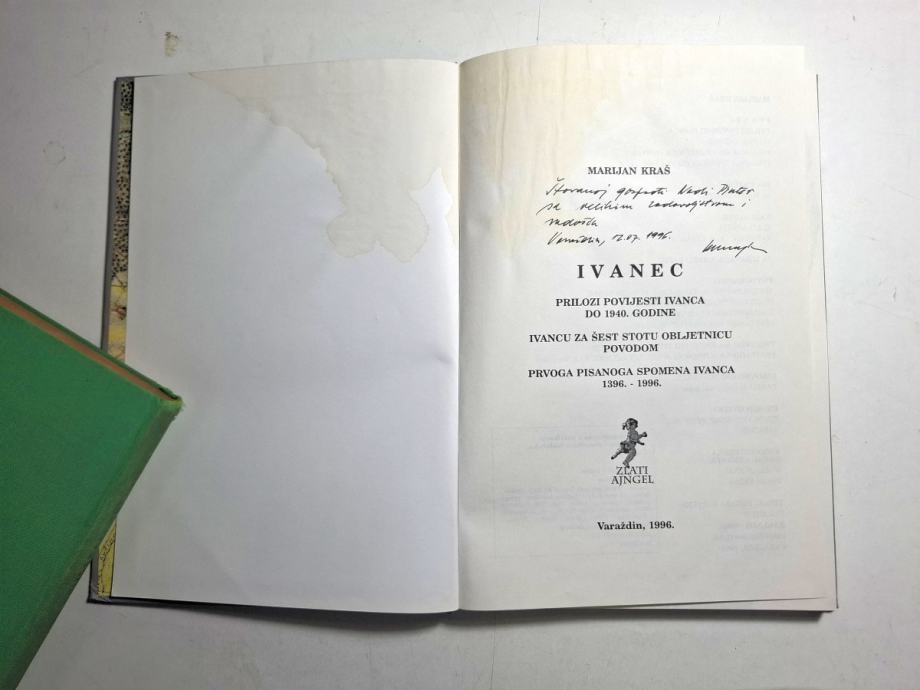 MARIJAN KRAŠ
Štovanoj gospođi
sa velikim zadovoljstvom i
radošću
Varaždin, 12.07. 1996.
IVANEC
PRILOZI POVIJESTI IVANCA
DO 1940. GODINE
IVANCU ZA ŠEST STOTU OBLJETNICU
POVODOM
PRVOGA PISANOGA SPOMENA IVANCA
1396. - 1996.
ZLATI
AJNGEL
Varaždin, 1996.